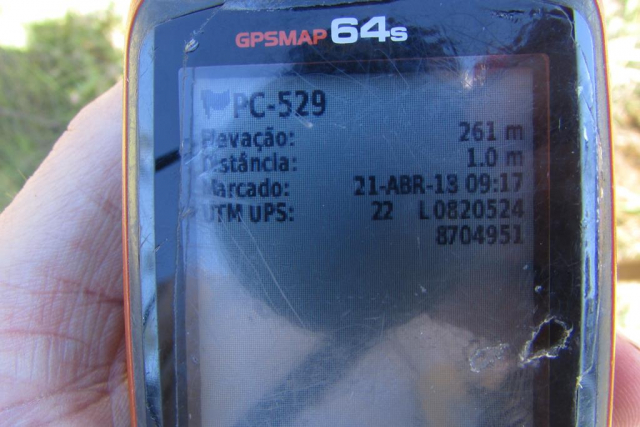 GPSMAP 64s
PC-529
Elevação: 261 m
Distância: 1.0 m
Marcado: 21-ABR-18 09:17
UTM UPS: 22 L 0820524
8704951